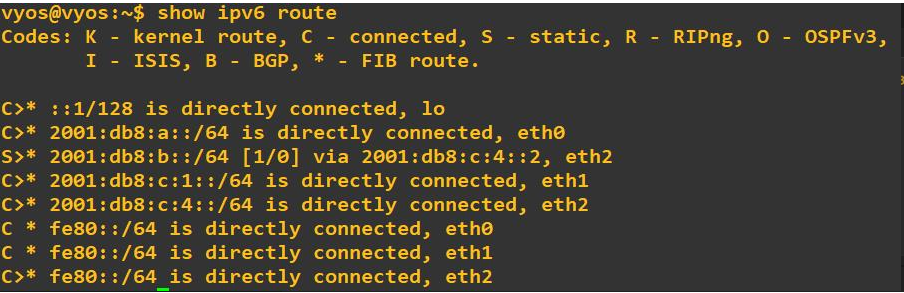 vyos@vyos:~$ show ipv6 route
Codes: K - kernel route, C - connected, S - static, R - RIPng, O - OSPFv3,
       I - ISIS, B - BGP, * - FIB route.

C>* ::1/128 is directly connected, lo
C>* 2001:db8:a::/64 is directly connected, eth0
S>* 2001:db8:b::/64 [1/0] via 2001:db8:c:4::2, eth2
C>* 2001:db8:c:1::/64 is directly connected, eth1
C>* 2001:db8:c:4::/64 is directly connected, eth2
C * fe80::/64 is directly connected, eth0
C * fe80::/64 is directly connected, eth1
C>* fe80::/64 is directly connected, eth2